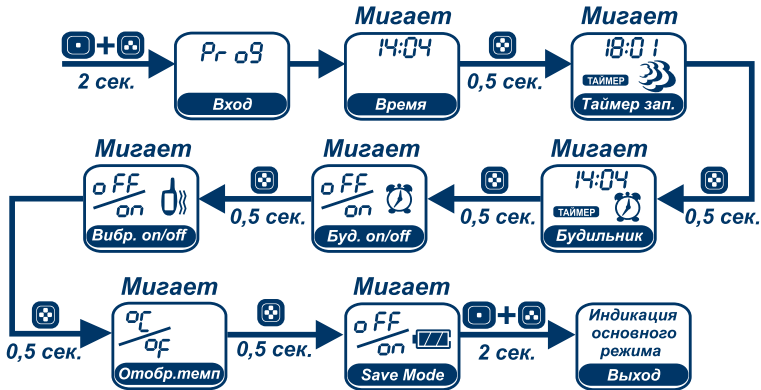 Мигает
Мигает
2 сек.
Prog
Вход
14:04
Время
0,5 сек.
18:01
ТАЙМЕР
Таймер зап.
Мигает
Мигает
Мигает
oFF
on
Вибр. on/off
0,5 сек.
oFF
on
Буд. on/off
0,5 сек.
14:04
ТАЙМЕР
Будильник
0,5 сек.
Мигает
Мигает
0,5 сек.
°C
°F
Отобр.темп
0,5 сек.
oFF
on
Save Mode
2 сек.
Индикация
основного
режима
Выход